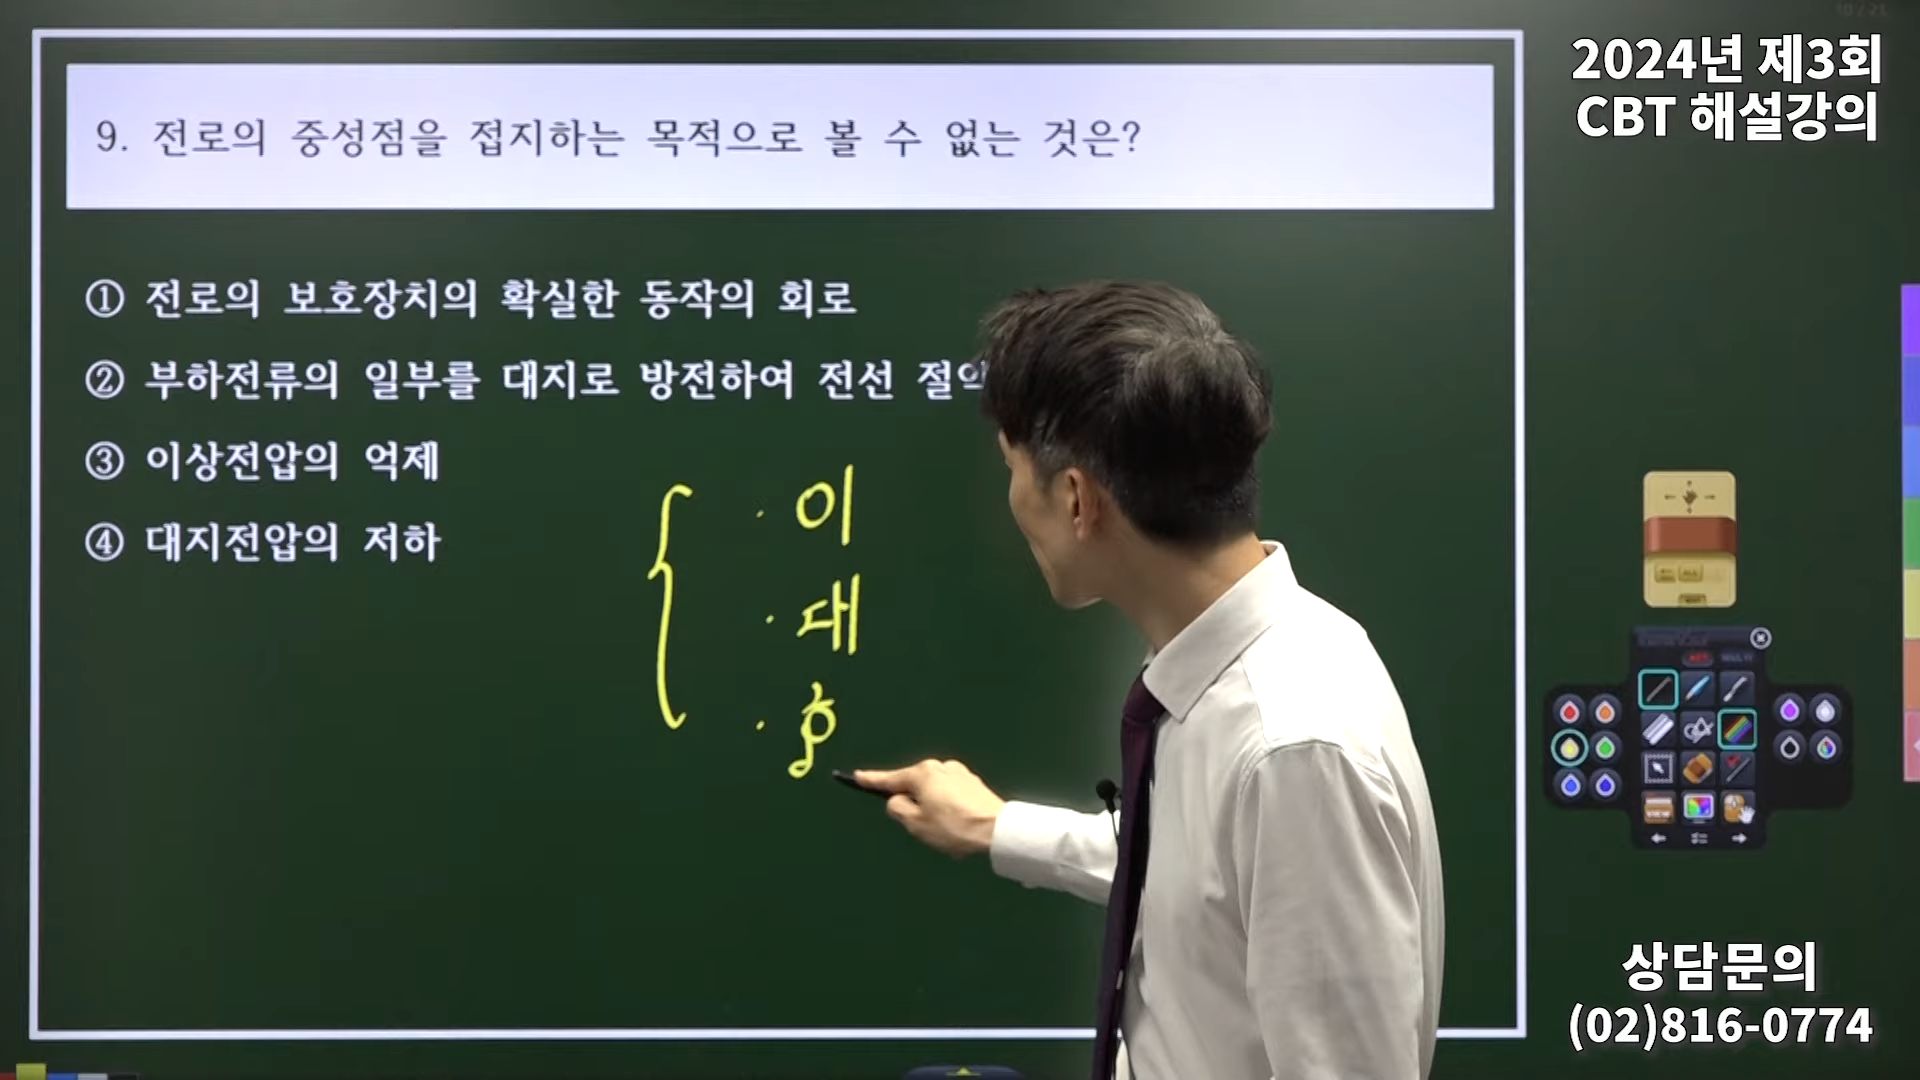 2024년 제3회
CBT 해설강의
9. 전로의 중성점을 접지하는 목적으로 볼 수 없는 것은?
① 전로의 보호장치의 확실한 동작의 회로
② 부하전류의 일부를 대지로 방전하여 전선 절약
③ 이상전압의 억제
④ 대지전압의 저하
· 이
· 대
·
VIEW
상담문의
(02)816-0774